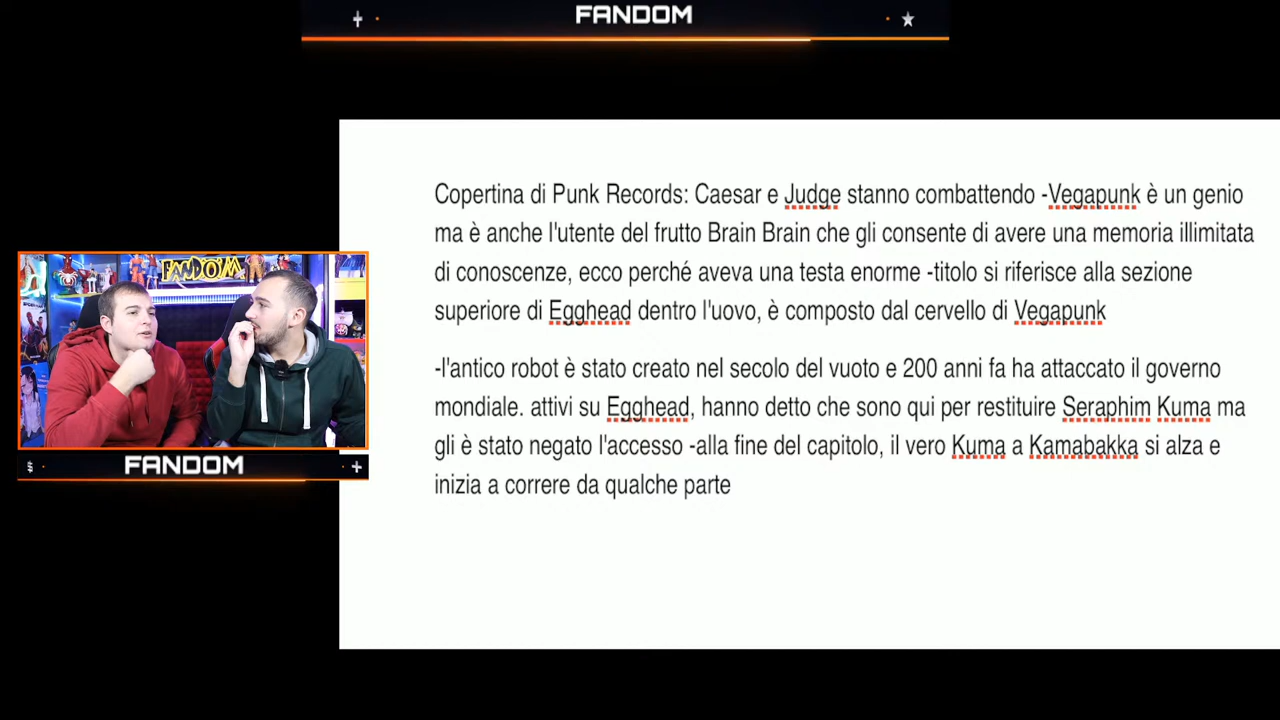 FANDOM
Copertina di Punk Records: Caesar e Judge stanno combattendo -Vegapunk è un genio
ma è anche l'utente del frutto Brain Brain che gli consente di avere una memoria illimitata
di conoscenze, ecco perché aveva una testa enorme -titolo si riferisce alla sezione
superiore di Egghead dentro l'uovo, è composto dal cervello di Vegapunk
-l'antico robot è stato creato nel secolo del vuoto e 200 anni fa ha attaccato il governo
mondiale. attivi su Egghead, hanno detto che sono qui per restituire Seraphim Kuma ma
gli è stato negato l'accesso -alla fine del capitolo, il vero Kuma a Kamabakka si alza e
inizia a correre da qualche parte
FANDOM
$ FANDOM